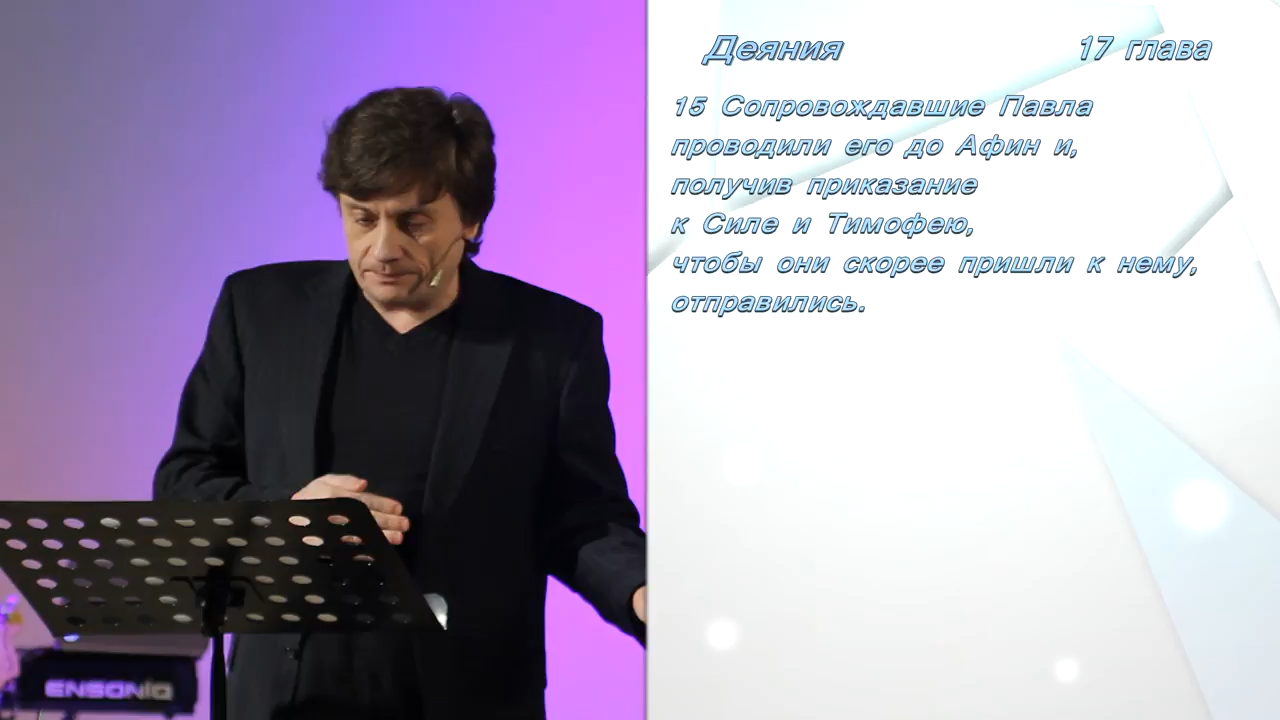 Деяния 17 глава
15 Сопровождавшие Павла
проводили его до Афин и,
получив приказание
к Силе и Тимофею,
чтобы они скорее пришли к нему,
отправились.
ENSONIQ